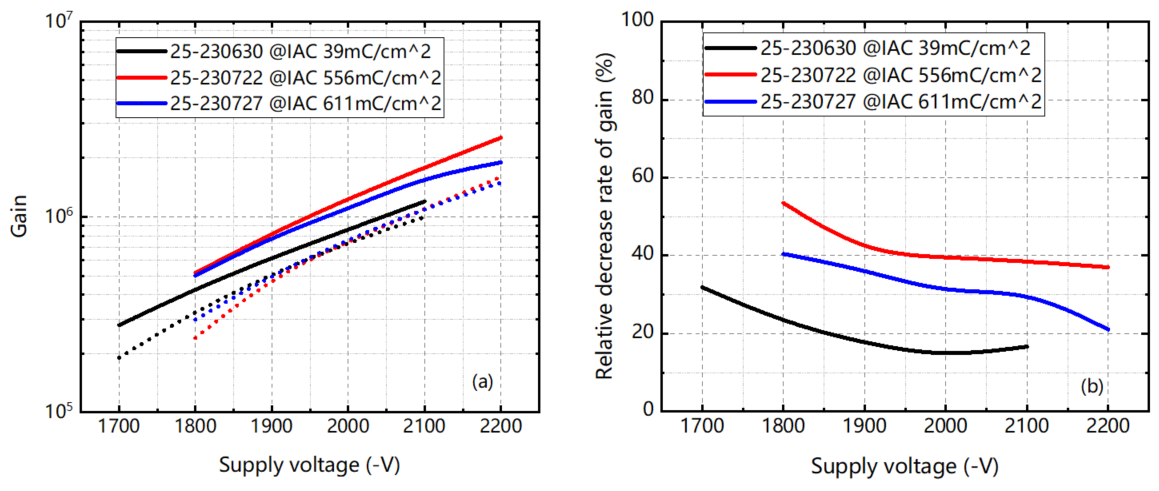 10^7
10^6
10^5
Gain
25-230630 @IAC 39mC/cm^2
25-230722 @IAC 556mC/cm^2
25-230727 @IAC 611mC/cm^2
(a)
1700 1800 1900 2000 2100 2200
Supply voltage (-V)
100
80
60
40
20
0
Relative decrease rate of gain (%)
25-230630 @IAC 39mC/cm^2
25-230722 @IAC 556mC/cm^2
25-230727 @IAC 611mC/cm^2
(b)
1700 1800 1900 2000 2100 2200
Supply voltage (-V)